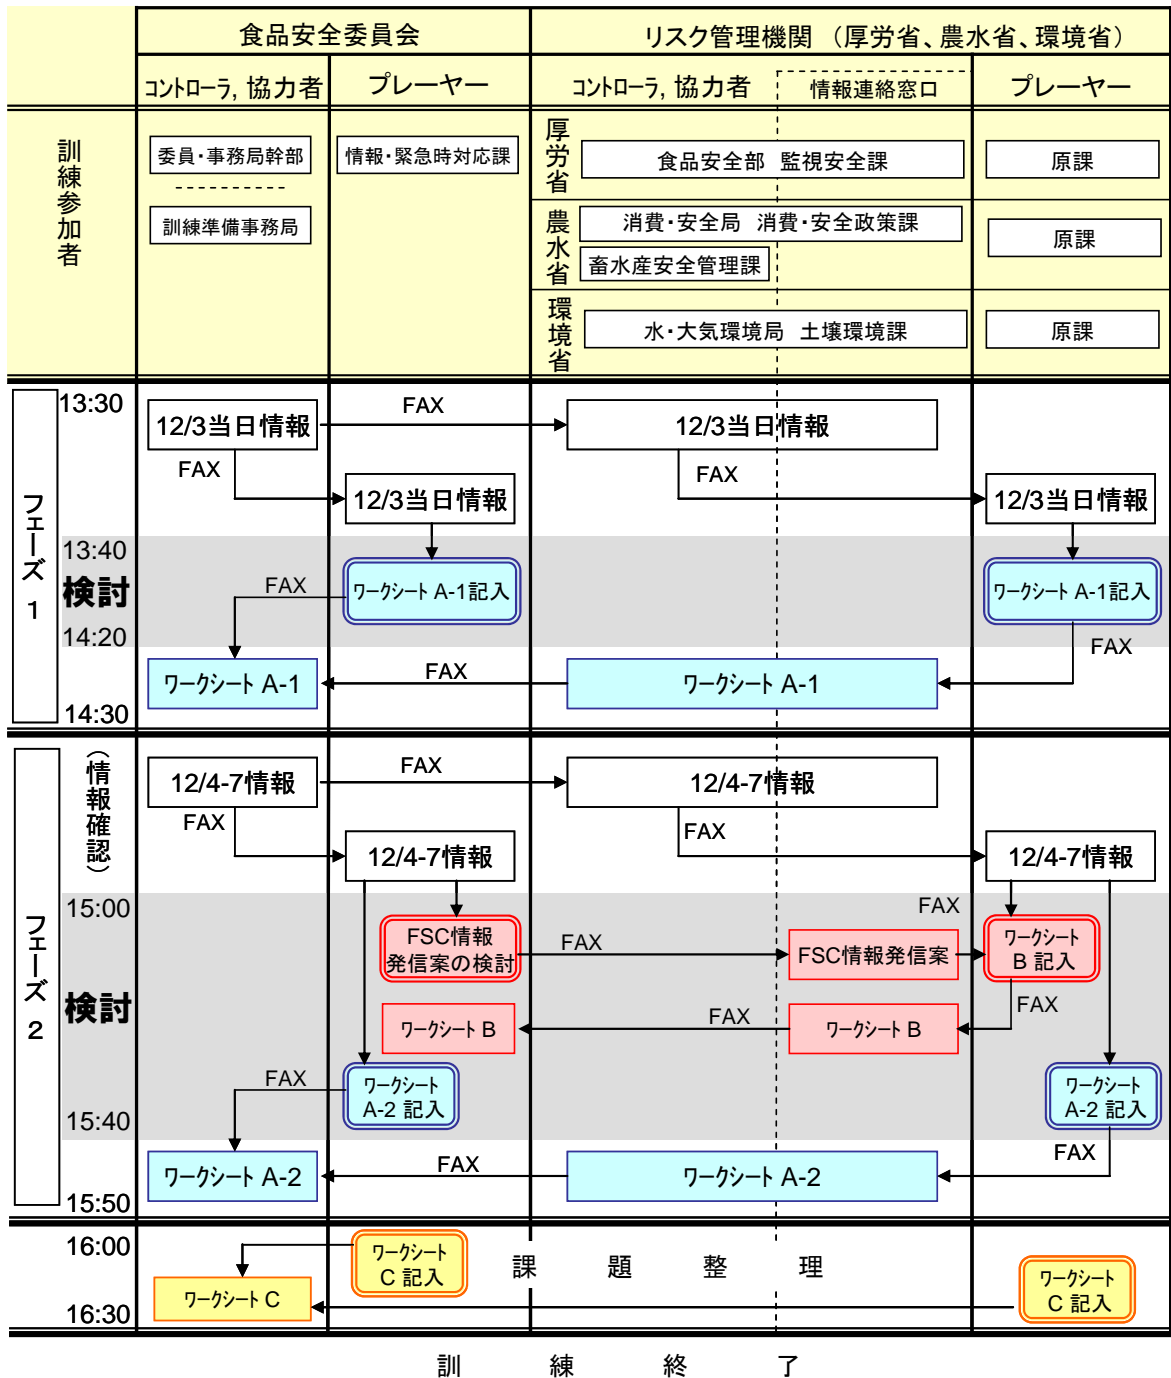 食品安全委員会
リスク管理機関 (厚労省、農水省、環境省)
コントローラ, 協力者
プレーヤー
コントローラ, 協力者
情報連絡窓口
プレーヤー
訓練参加者
委員・事務局幹部
訓練準備事務局
情報・緊急時対応課
厚労省
食品安全部 監視安全課
原課
農水省
消費・安全局 消費・安全政策課
畜水産安全管理課
原課
環境省
水・大気環境局 土壌環境課
原課
フェーズ 1
13:30
12/3当日情報
FAX
12/3当日情報
FAX
12/3当日情報
FAX
12/3当日情報
13:40
検討
14:20
FAX
ワークシート A-1記入
ワークシート A-1記入
FAX
ワークシート A-1
FAX
ワークシート A-1
14:30
フェーズ 2
(情報確認)
12/4-7情報
FAX
12/4-7情報
FAX
12/4-7情報
FAX
12/4-7情報
15:00
検討
15:40
FSC情報
発信案の検討
FAX
FSC情報発信案
FAX
ワークシート
B 記入
FAX
ワークシート B
FAX
ワークシート B
FAX
ワークシート
A-2 記入
ワークシート
A-2 記入
FAX
ワークシート A-2
FAX
ワークシート A-2
15:50
16:00
ワークシート
C 記入
課題整理
ワークシート
C 記入
ワークシート C
16:30
訓練終了